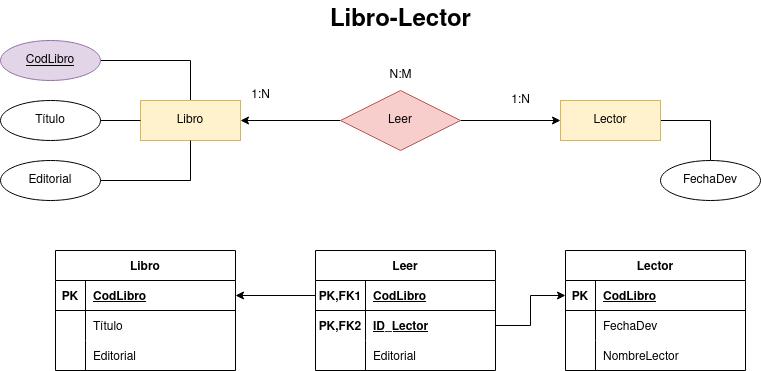 Libro-Lector
CodLibro
N:M
1:N
1:N
Título
Libro
Leer
Lector
Editorial
FechaDev
Libro
PK CodLibro
Título
Editorial
Leer
PK,FK1 CodLibro
PK,FK2 ID_Lector
Editorial
Lector
PK CodLibro
FechaDev
NombreLector